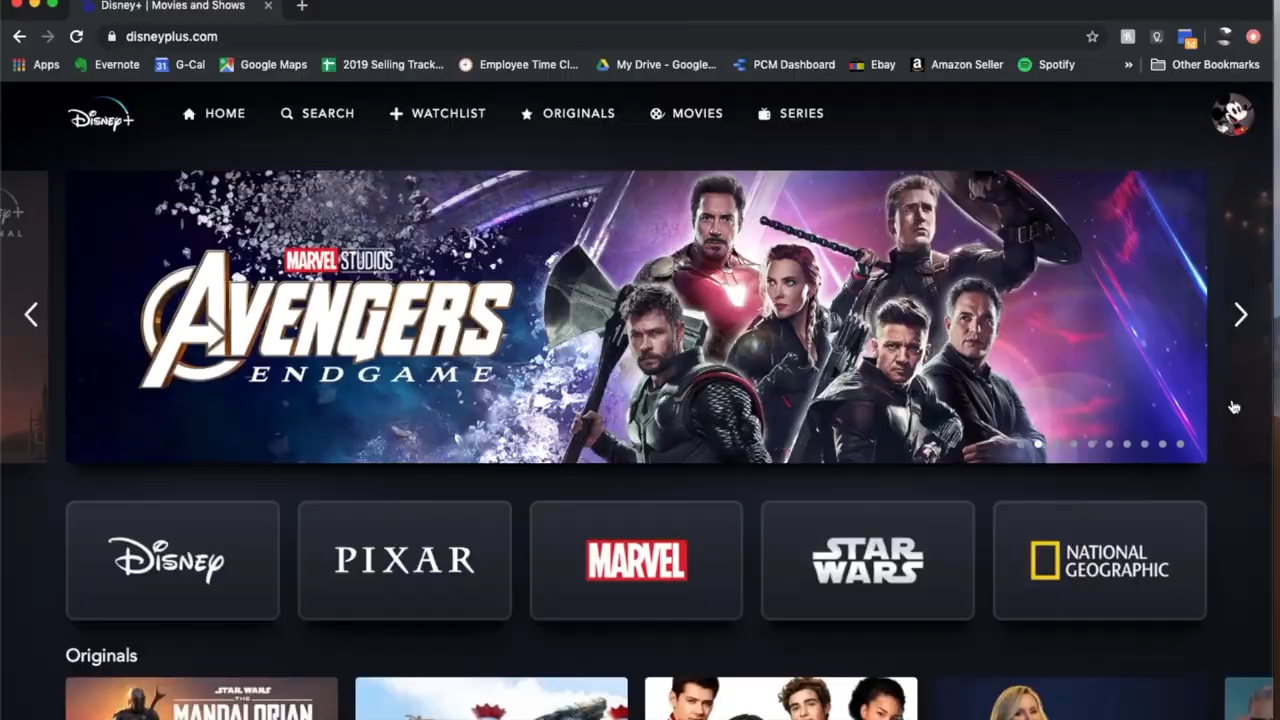 Disney+ | Movies and Shows
disneyplus.com
Apps Evernote G-Cal Google Maps 2019 Selling Track... Employee Time Cl... My Drive - Google... PCM Dashboard Ebay Amazon Seller Spotify » Other Bookmarks
Disney+ HOME SEARCH WATCHLIST ORIGINALS MOVIES SERIES
MARVEL STUDIOS
AVENGERS
ENDGAME
Disney PIXAR MARVEL STAR WARS NATIONAL GEOGRAPHIC
Originals
STAR WARS
THE
MANDALORIAN